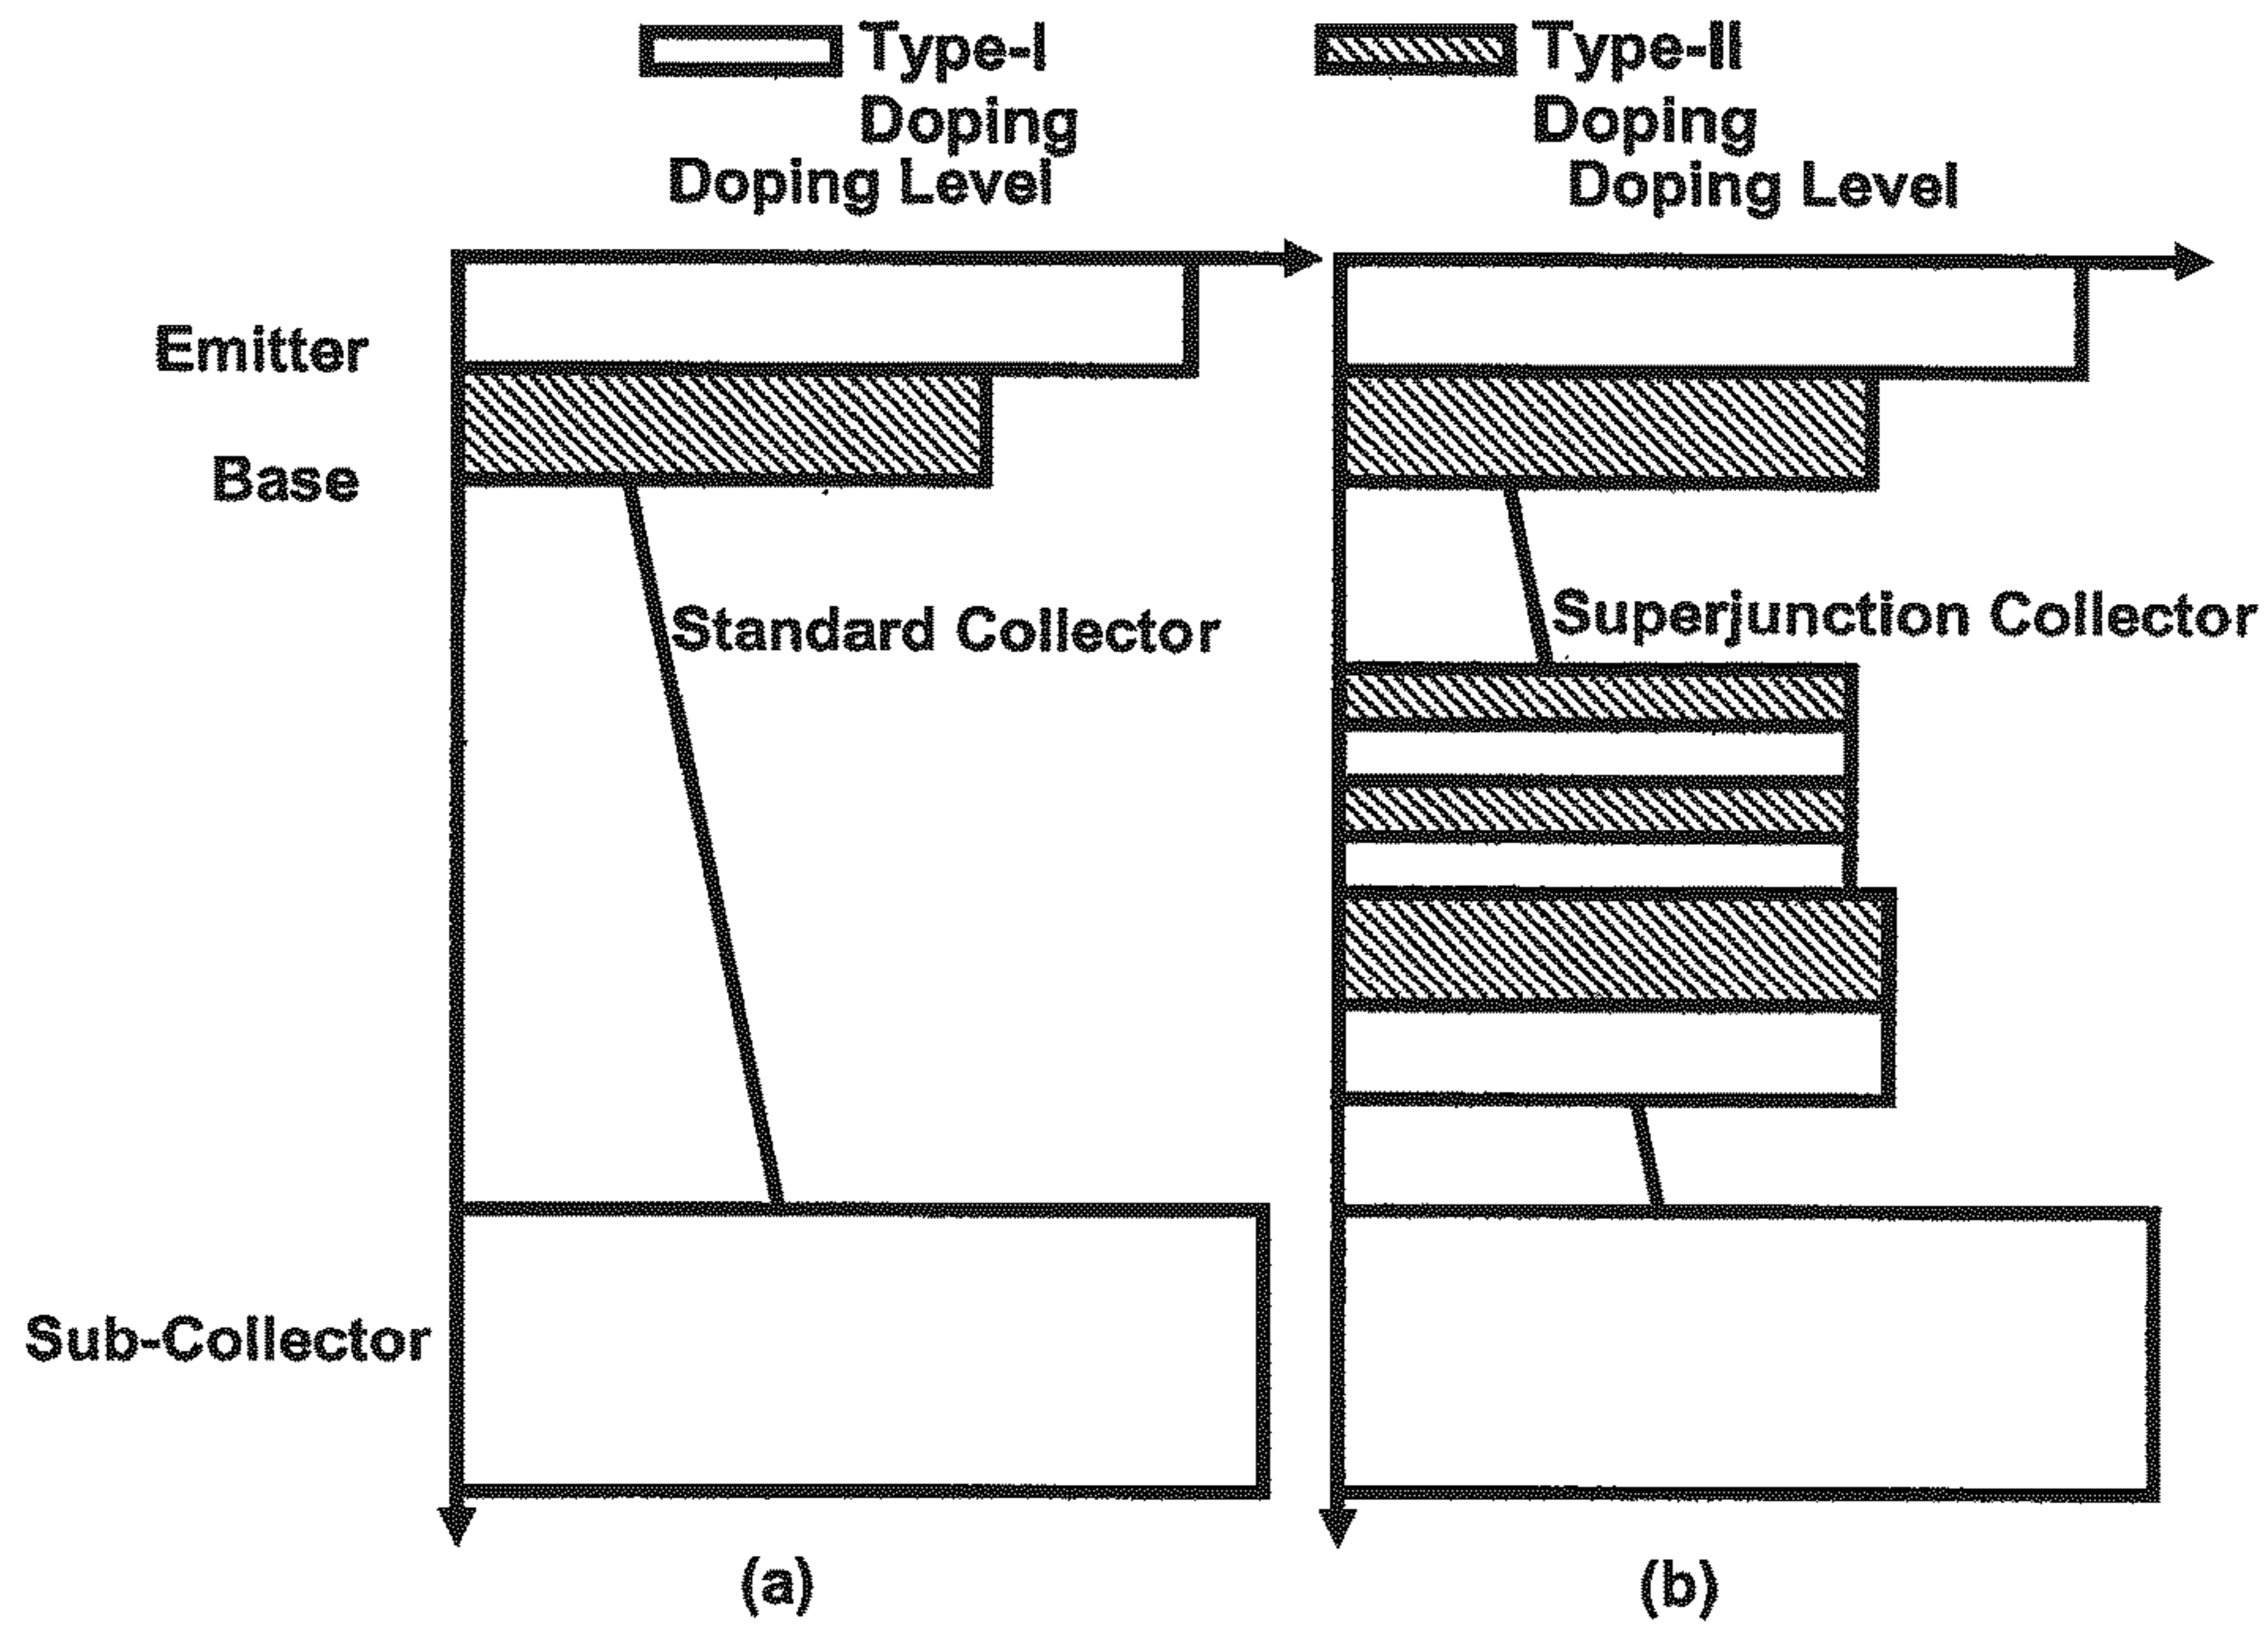 Type-I
Doping
Doping Level
Type-II
Doping
Doping Level
Emitter
Base
Standard Collector
Superjunction Collector
Sub-Collector
(a)
(b)